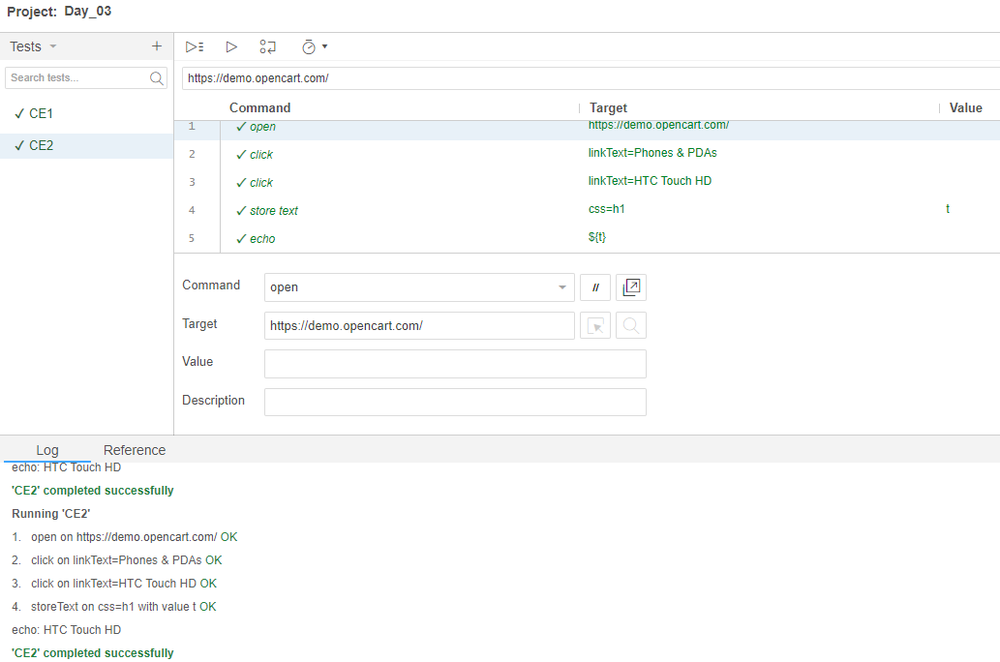 Project: Day_03
Tests +
Search tests...
https://demo.opencart.com/
✓ CE1
✓ CE2
Command Target Value
1 ✓ open https://demo.opencart.com/
2 ✓ click linkText=Phones & PDAs
3 ✓ click linkText=HTC Touch HD
4 ✓ store text css=h1 t
5 ✓ echo ${t}
Command open //
Target https://demo.opencart.com/
Value
Description
Log Reference
echo: HTC Touch HD
'CE2' completed successfully
Running 'CE2'
1. open on https://demo.opencart.com/ OK
2. click on linkText=Phones & PDAs OK
3. click on linkText=HTC Touch HD OK
4. storeText on css=h1 with value t OK
echo: HTC Touch HD
'CE2' completed successfully